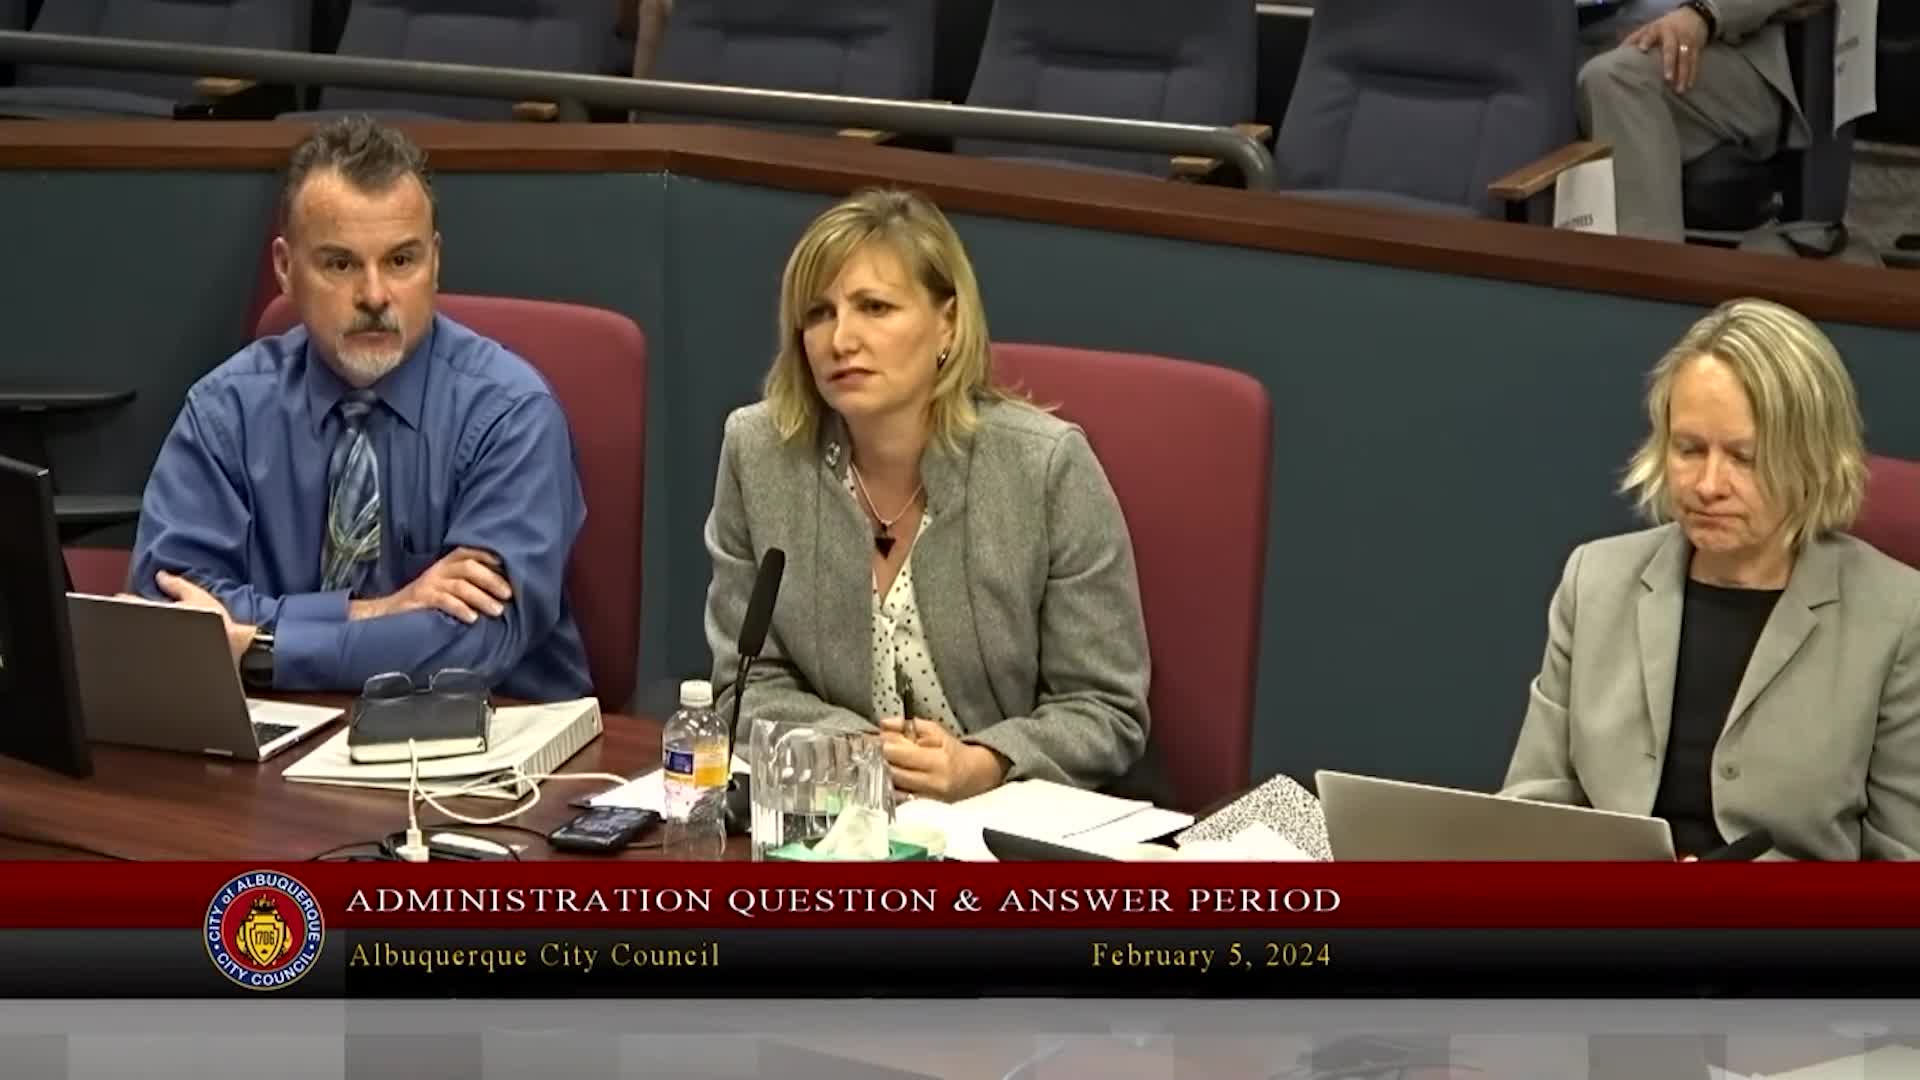 ADMINISTRATION QUESTION & ANSWER PERIOD
CITY of ALBUQUERQUE
1706
CITY COUNCIL
Albuquerque City Council
February 5, 2024